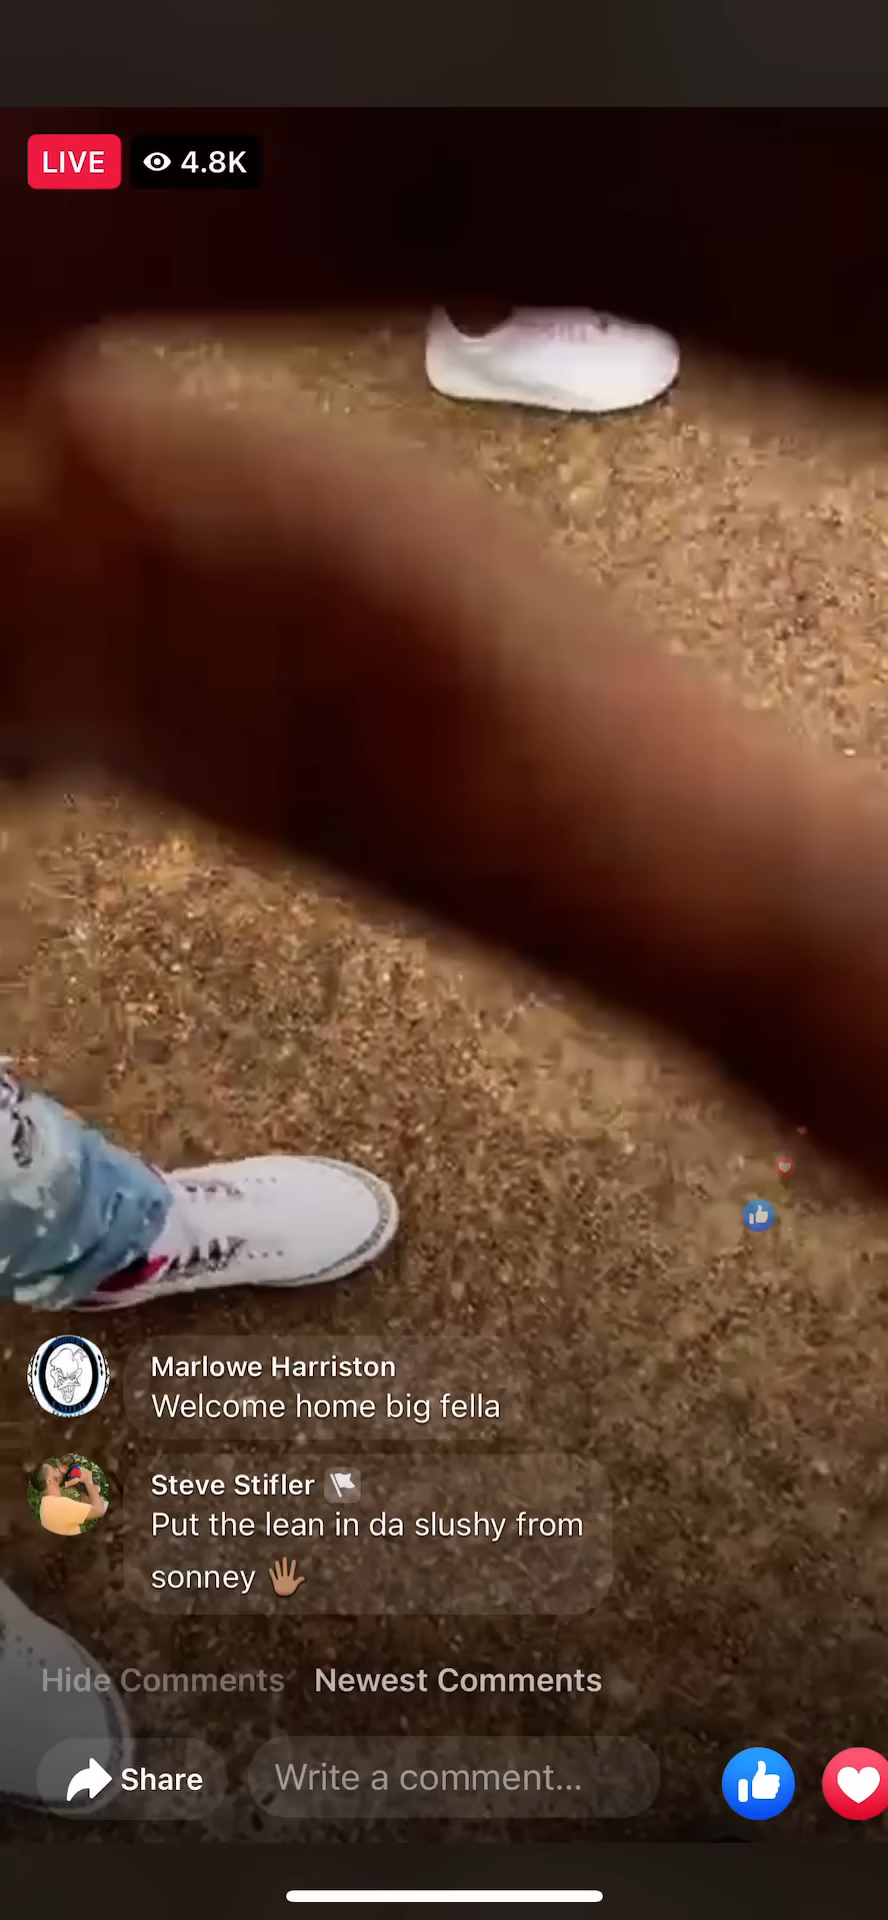 LIVE 4.8K
Marlowe Harriston
Welcome home big fella
Steve Stifler
Put the lean in da slushy from
sonney 🖐🏽
Hide Comments Newest Comments
Share Write a comment...